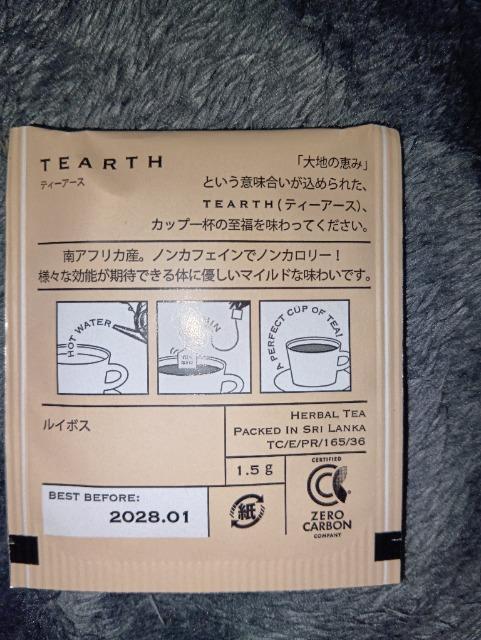 TEARTH
ティーアース
「大地の恵み」
という意味合いが込められた、
TEARTH(ティーアース)、
カップ一杯の至福を味わってください。
南アフリカ産。ノンカフェインでノンカロリー！
様々な効能が期待できる体に優しいマイルドな味わいです。
HOT WATER
A PERFECT CUP OF TEA!
ルイボス
HERBAL TEA
PACKED IN SRI LANKA
TC/E/PR/165/36
1.5 g
BEST BEFORE:
2028.01
紙
CERTIFIED
ZERO
CARBON
COMPANY